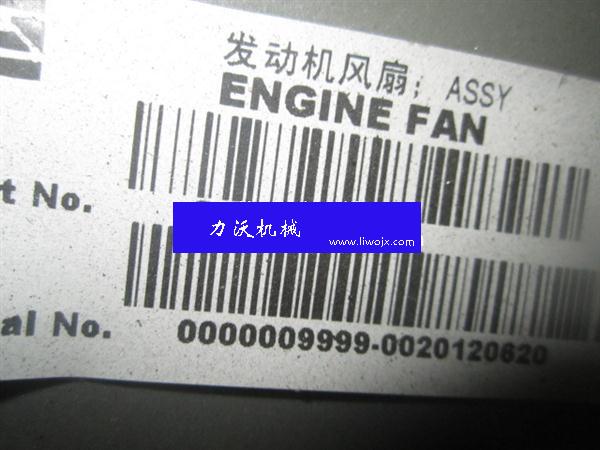 发动机风扇; ASSY
ENGINE FAN
t No.
力沃机械
www.liwojx.com
al No.
0000009999-0020120620